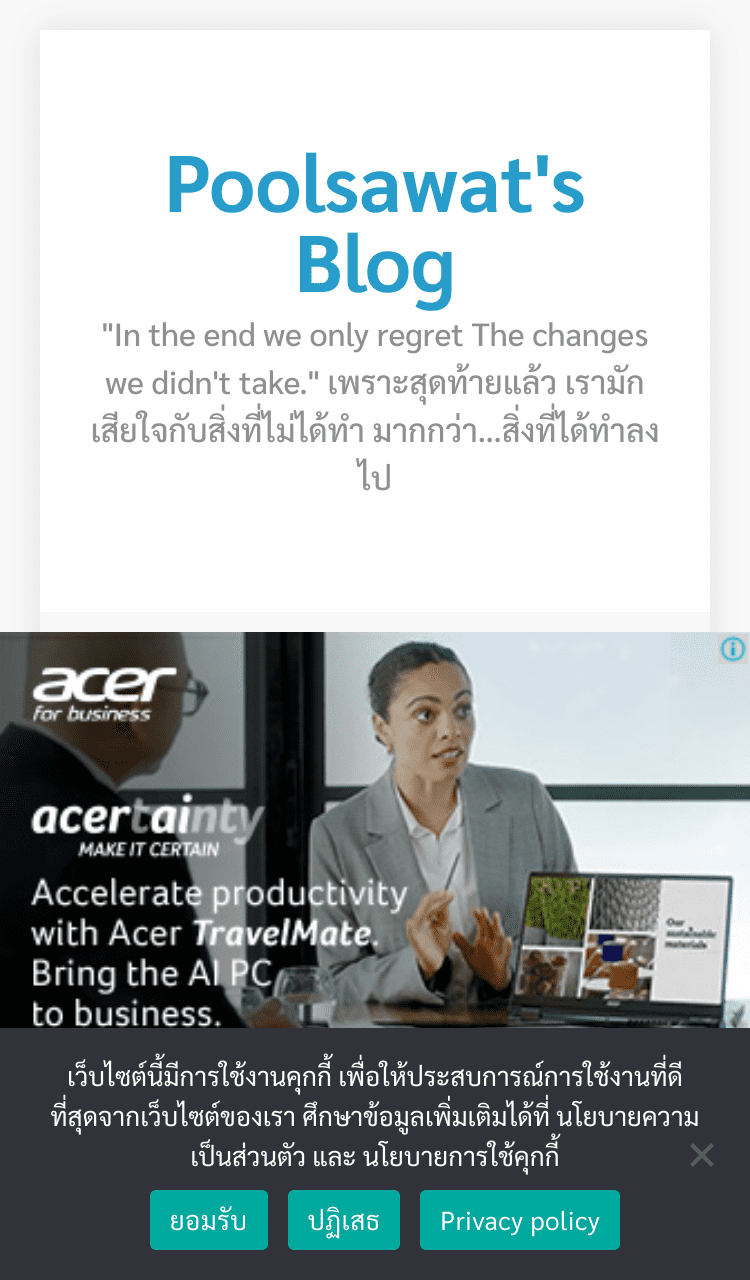 Poolsawat's
Blog
"In the end we only regret The changes
we didn't take." เพราะสุดท้ายแล้ว เรามัก
เสียใจกับสิ่งที่ไม่ได้ทำ มากกว่า...สิ่งที่ได้ทำลง
ไป
acer
for business
acertainty
MAKE IT CERTAIN
Accelerate productivity
with Acer TravelMate.
Bring the AI PC
to business.
Our
sustainable
materials
เว็บไซต์นี้มีการใช้งานคุกกี้ เพื่อให้ประสบการณ์การใช้งานที่ดี
ที่สุดจากเว็บไซต์ของเรา ศึกษาข้อมูลเพิ่มเติมได้ที่ นโยบายความ
เป็นส่วนตัว และ นโยบายการใช้คุกกี้
ยอมรับ ปฏิเสธ Privacy policy